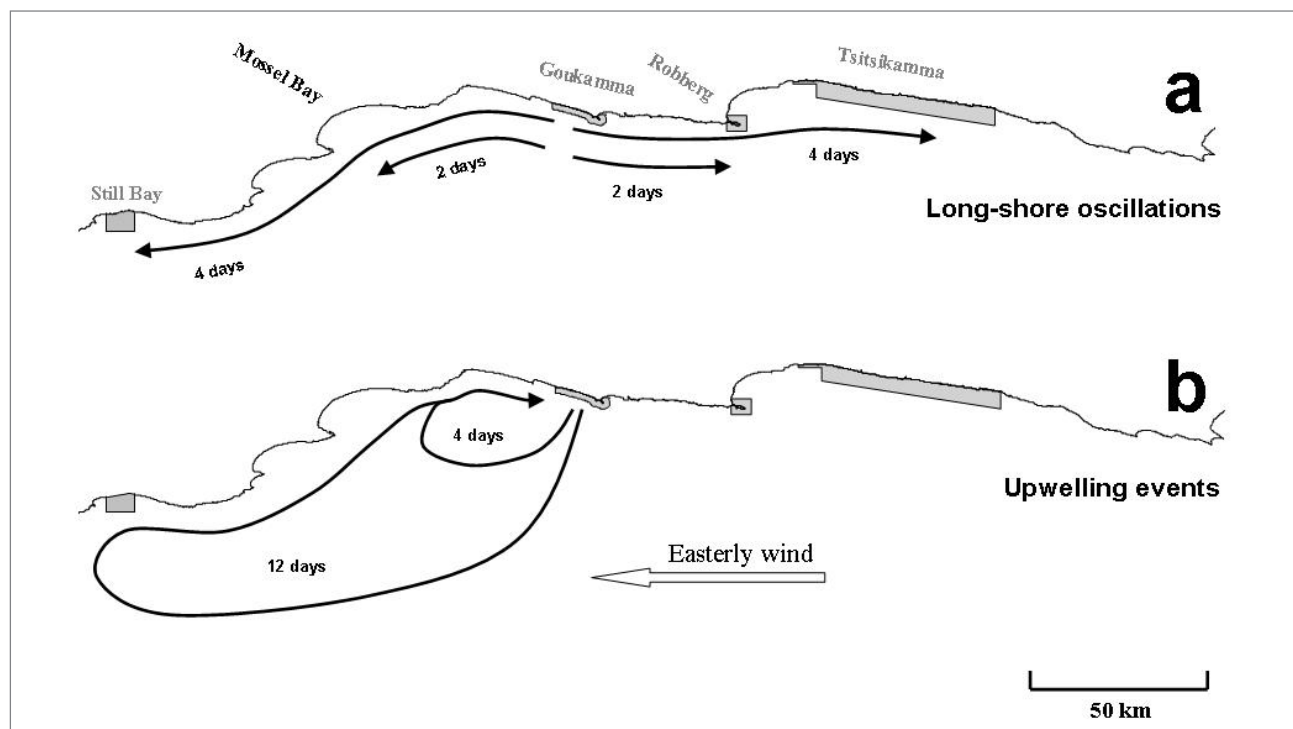 Mossel Bay
Goukamma
Robberg
Tsitsikamma
a
2 days
2 days
4 days
Still Bay
4 days
Long-shore oscillations
b
4 days
Upwelling events
12 days
Easterly wind
50 km